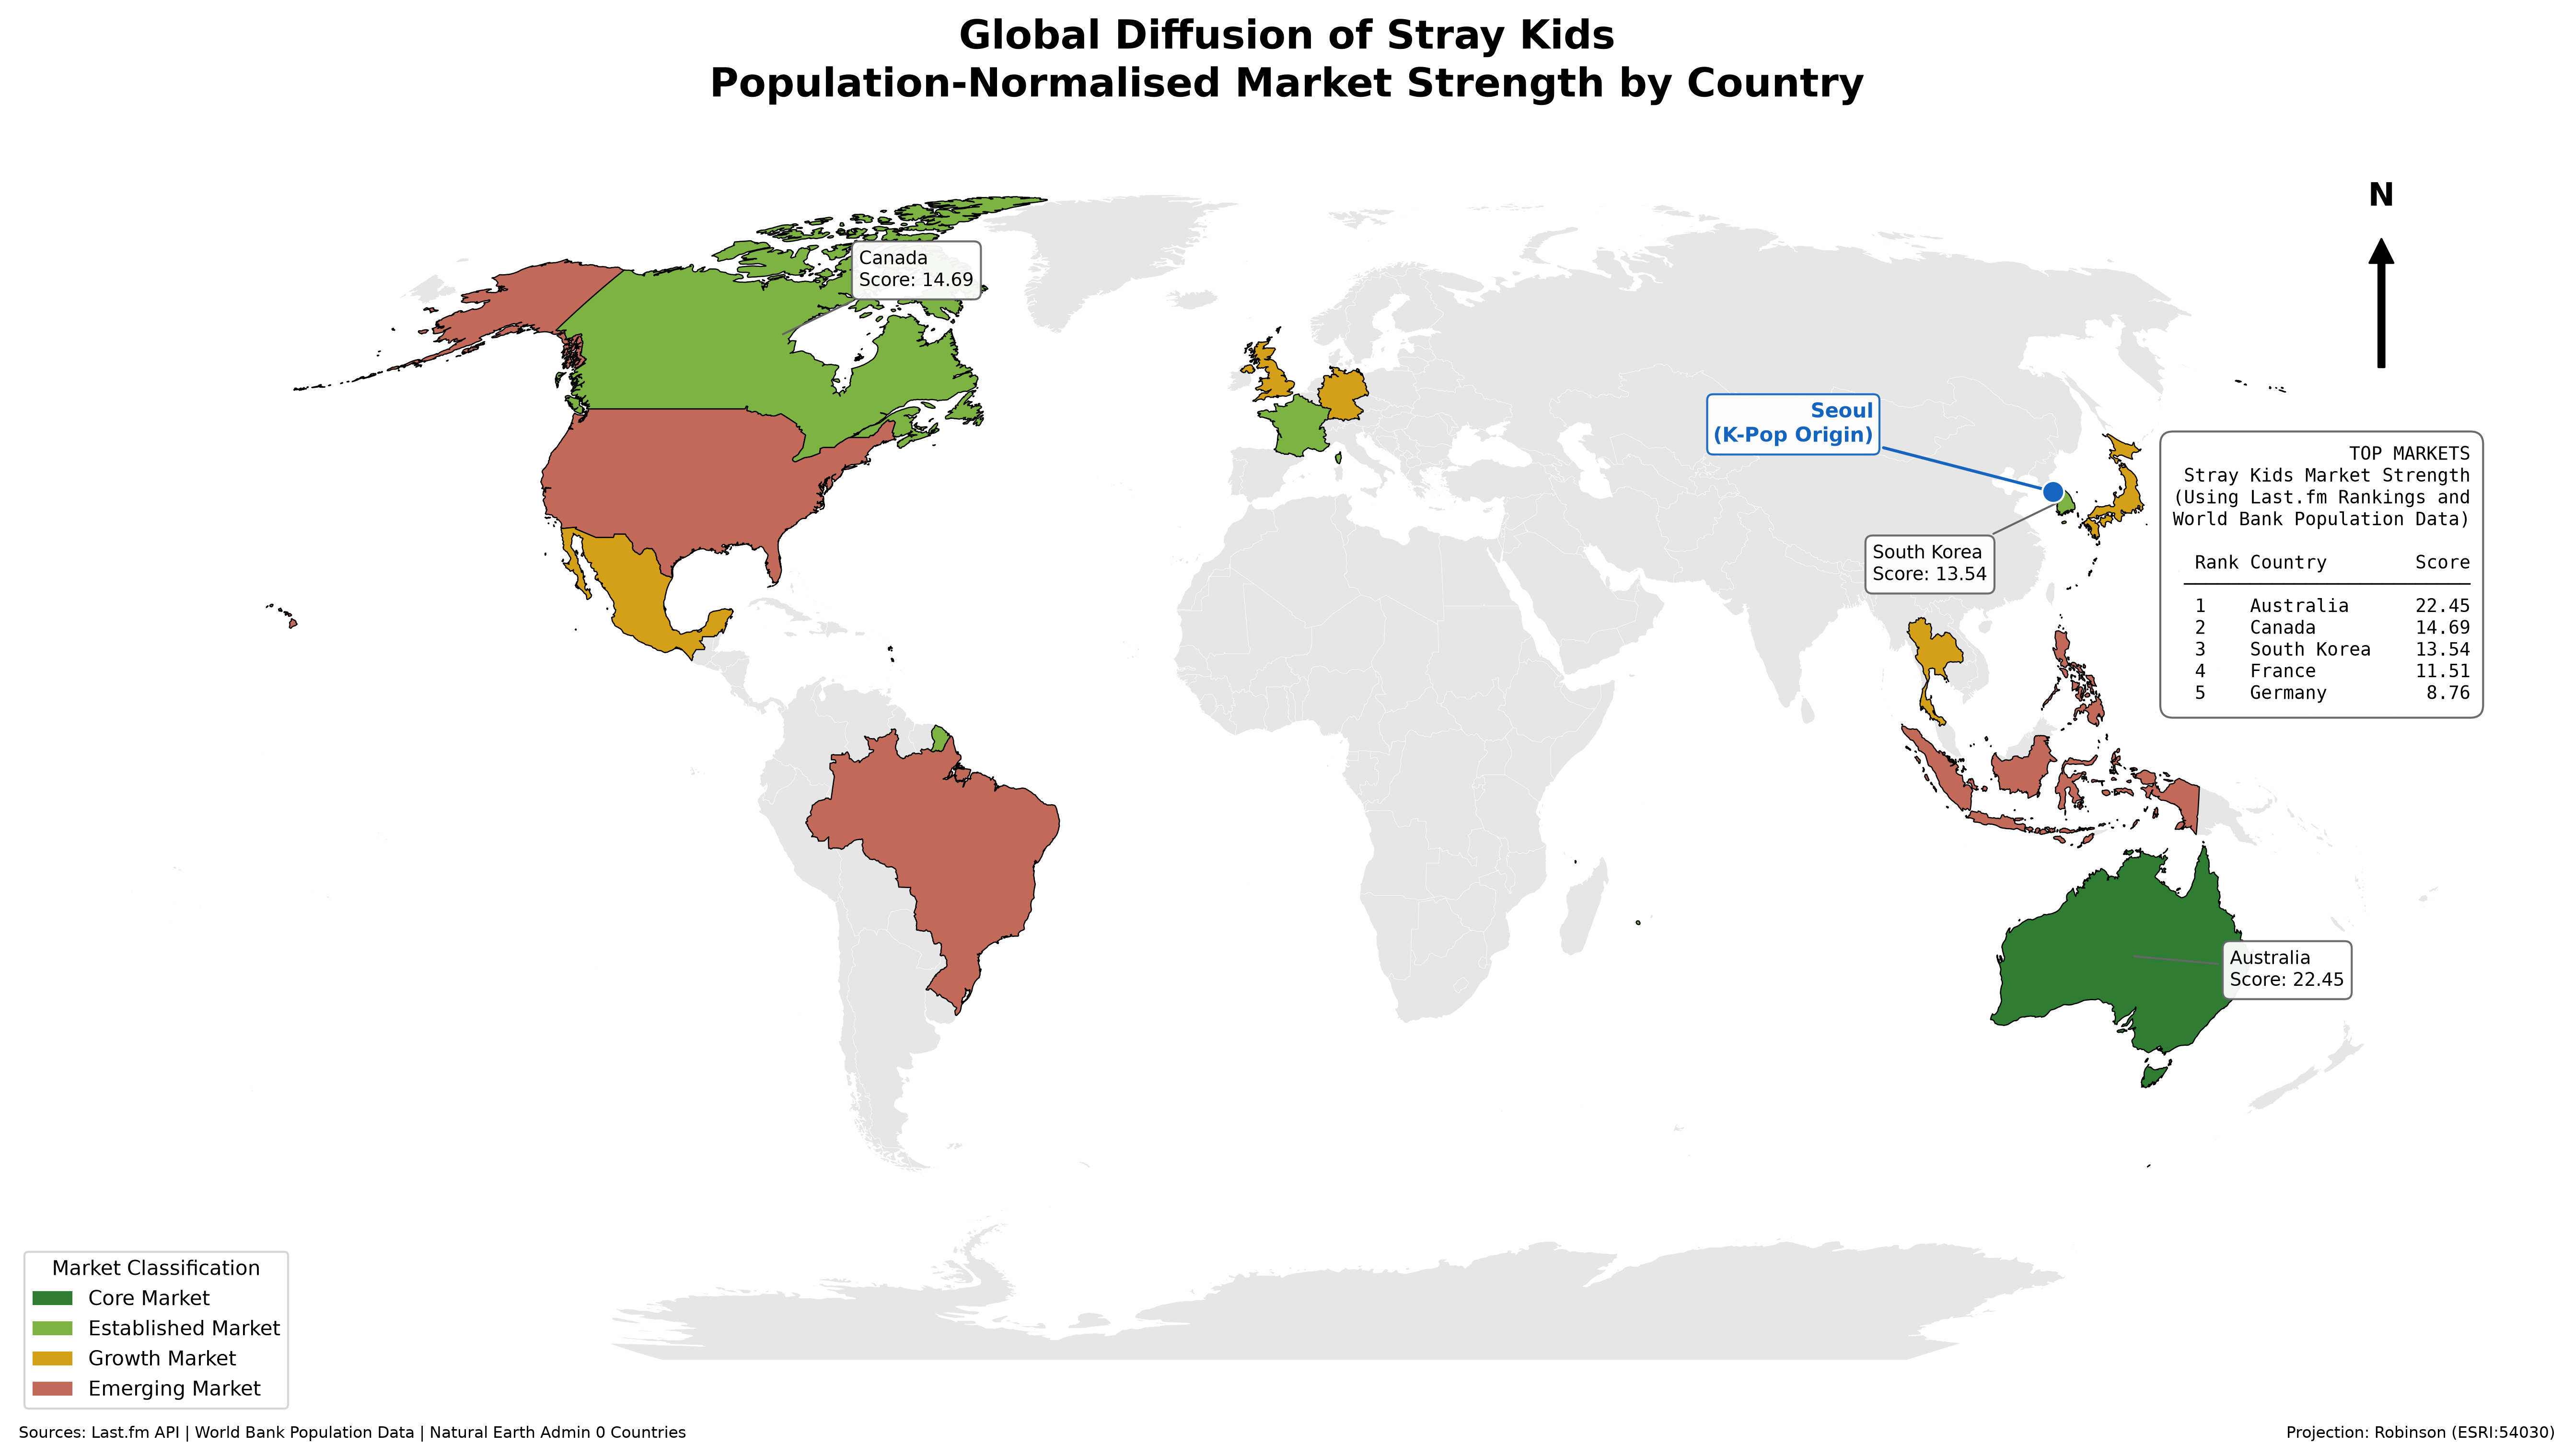 Global Diffusion of Stray Kids
Population-Normalised Market Strength by Country
N
Canada
Score: 14.69
Seoul
(K-Pop Origin)
South Korea
Score: 13.54
TOP MARKETS
Stray Kids Market Strength
(Using Last.fm Rankings and
World Bank Population Data)
Rank Country Score
1 Australia 22.45
2 Canada 14.69
3 South Korea 13.54
4 France 11.51
5 Germany 8.76
Australia
Score: 22.45
Market Classification
Core Market
Established Market
Growth Market
Emerging Market
Sources: Last.fm API | World Bank Population Data | Natural Earth Admin 0 Countries
Projection: Robinson (ESRI:54030)